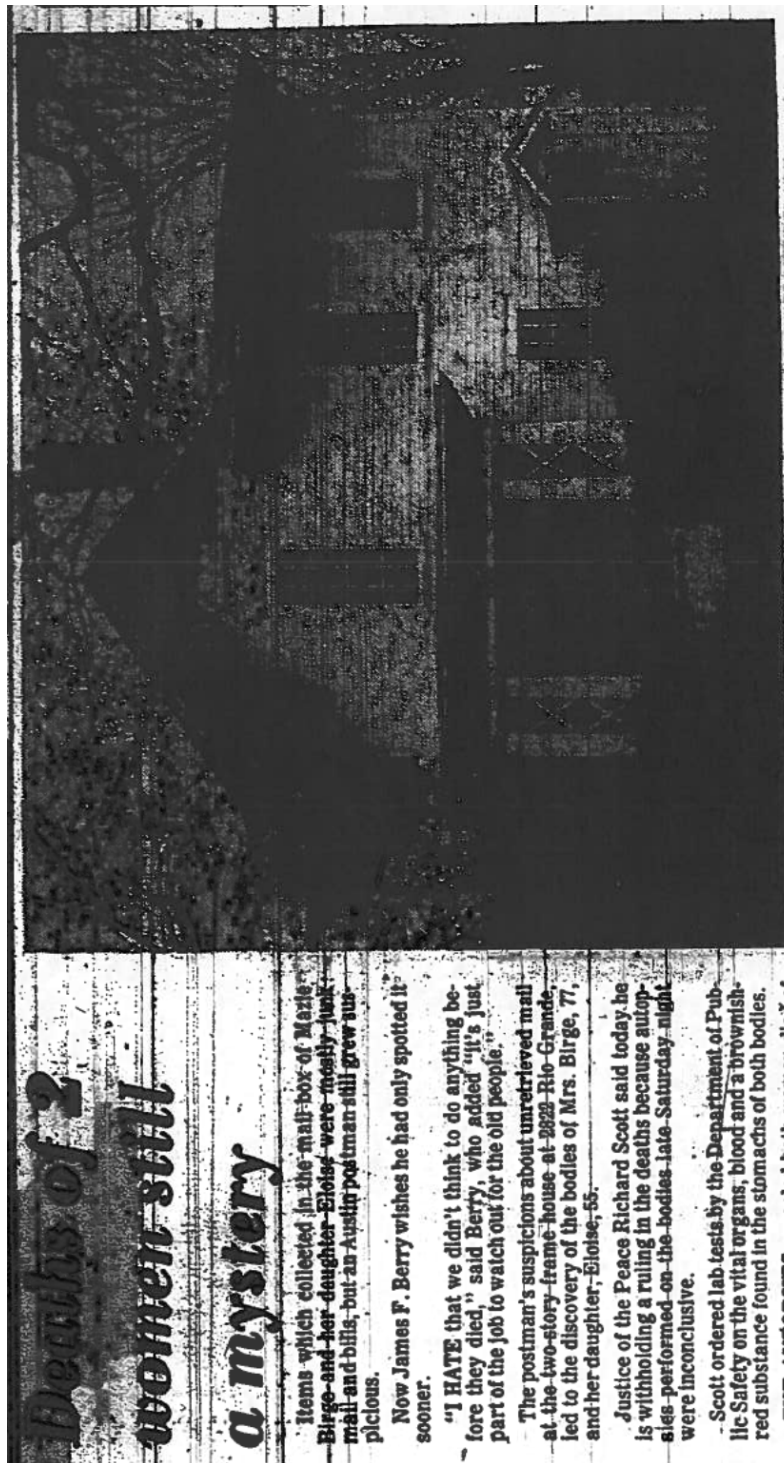 Deaths of 2
women still
a mystery
Items which collected in the mail box of Mazie
Birge and her daughter Eloise were mostly junk
mail and bills, but an Austin postman still grew sus-
picious.
Now James F. Berry wishes he had only spotted it
sooner.
"I HATE that we didn't think to do anything be-
fore they died," said Berry, who added "it's just
part of the job to watch out for the old people."
The postman's suspicions about unretrieved mail
at the two-story frame house at 2822 Rio Grande,
led to the discovery of the bodies of Mrs. Birge, 77,
and her daughter, Eloise, 55.
Justice of the Peace Richard Scott said today he
is withholding a ruling in the deaths because autop-
sies performed on the bodies late Saturday night
were inconclusive.
Scott ordered lab tests by the Department of Pub-
lic Safety on the vital organs, blood and a brownish-
red substance found in the stomachs of both bodies.